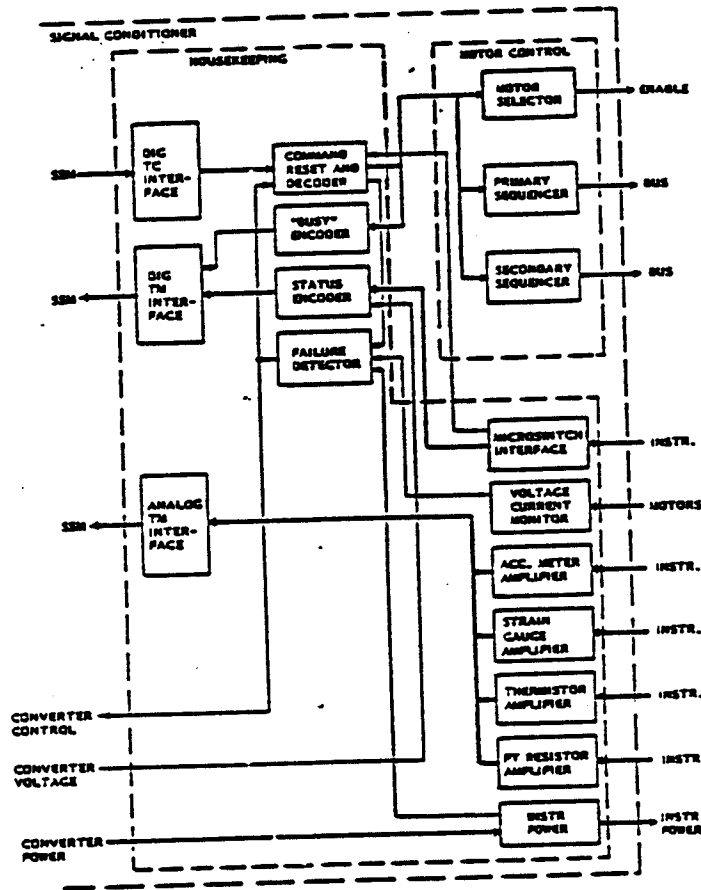 SIGNAL CONDITIONER
HOUSEKEEPING
MOTOR CONTROL
MOTOR
SELECTOR
ENABLE
DIG
TC
INTER-
FACE
SSM
COMMAND
RESET AND
DECODER
PRIMARY
SEQUENCER
BUS
"BUSY"
ENCODER
DIG
TM
INTER-
FACE
SSM
STATUS
ENCODER
SECONDARY
SEQUENCER
BUS
FAILURE
DETECTOR
MICROSWITCH
INTERFACE
INSTR.
VOLTAGE
CURRENT
MONITOR
MOTORS
ANALOG
TM
INTER-
FACE
SSM
ACC. METER
AMPLIFIER
INSTR.
STRAIN
GAUGE
AMPLIFIER
INSTR.
THERMISTOR
AMPLIFIER
INSTR.
CONVERTER
CONTROL
PT RESISTOR
AMPLIFIER
INSTR
CONVERTER
VOLTAGE
INSTR
POWER
INSTR
POWER
CONVERTER
POWER